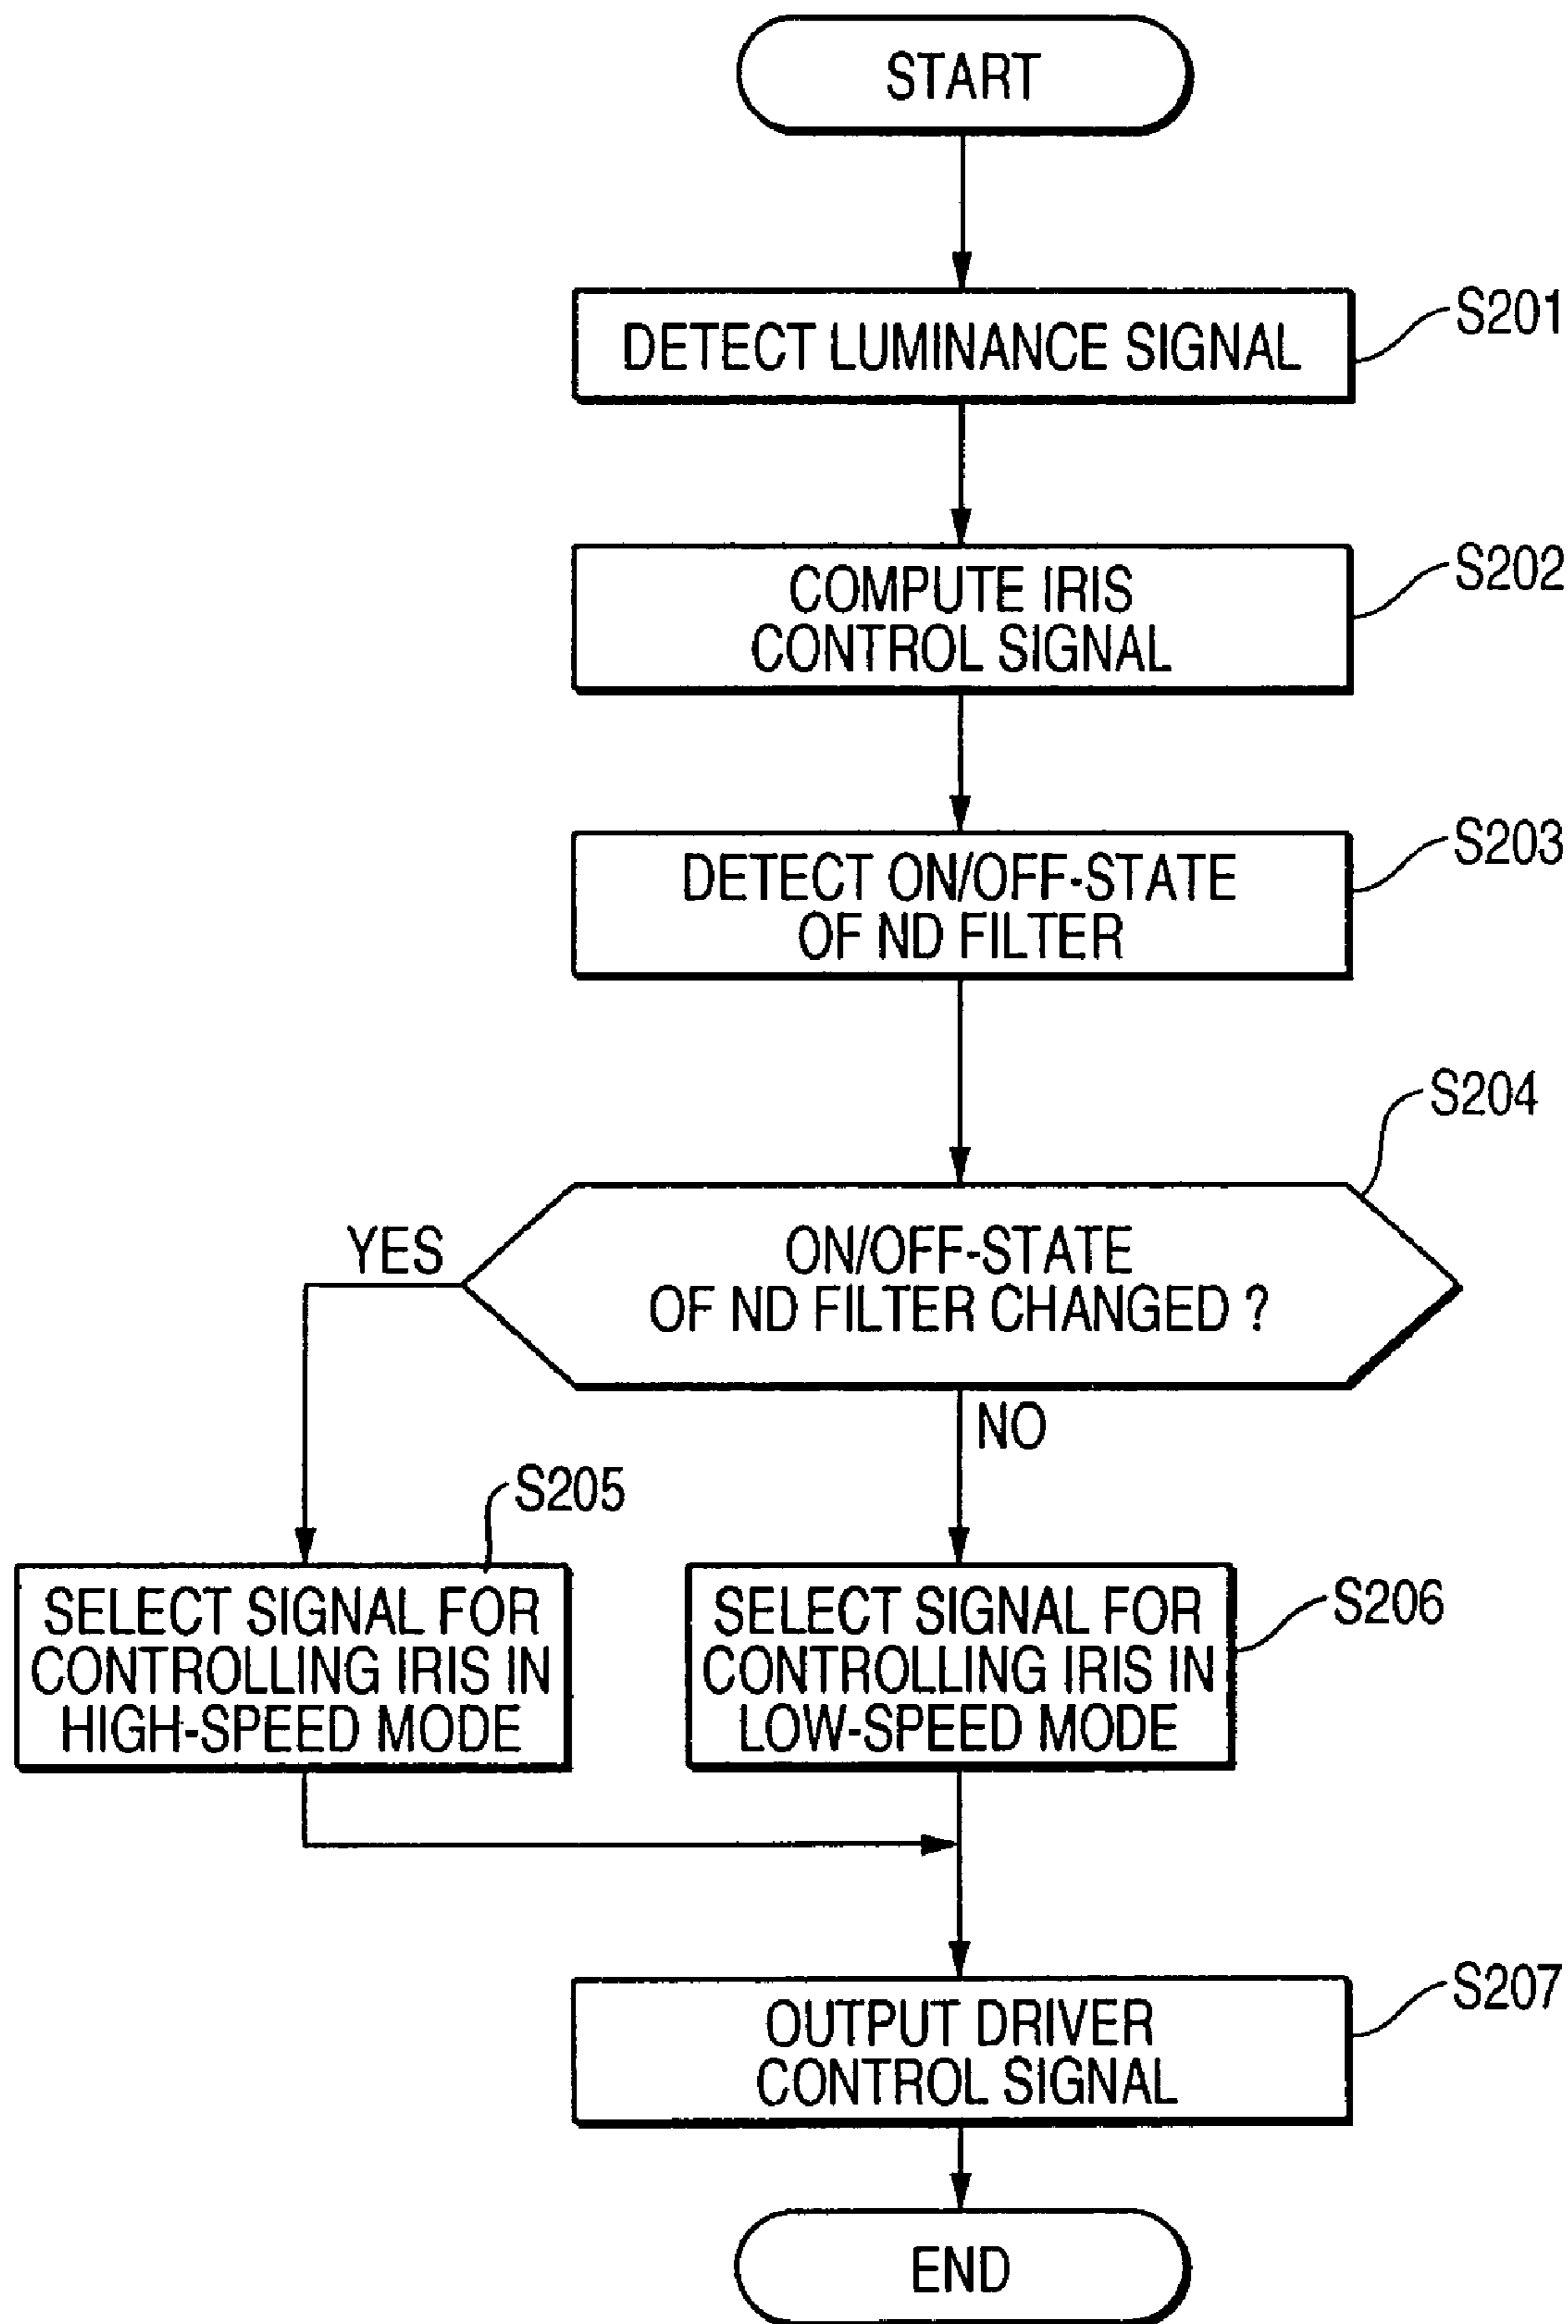 START
DETECT LUMINANCE SIGNAL
S201
COMPUTE IRIS
CONTROL SIGNAL
S202
DETECT ON/OFF-STATE
OF ND FILTER
S203
S204
ON/OFF-STATE
OF ND FILTER CHANGED ?
YES
NO
S205
SELECT SIGNAL FOR
CONTROLLING IRIS IN
HIGH-SPEED MODE
SELECT SIGNAL FOR
CONTROLLING IRIS IN
LOW-SPEED MODE
S206
OUTPUT DRIVER
CONTROL SIGNAL
S207
END